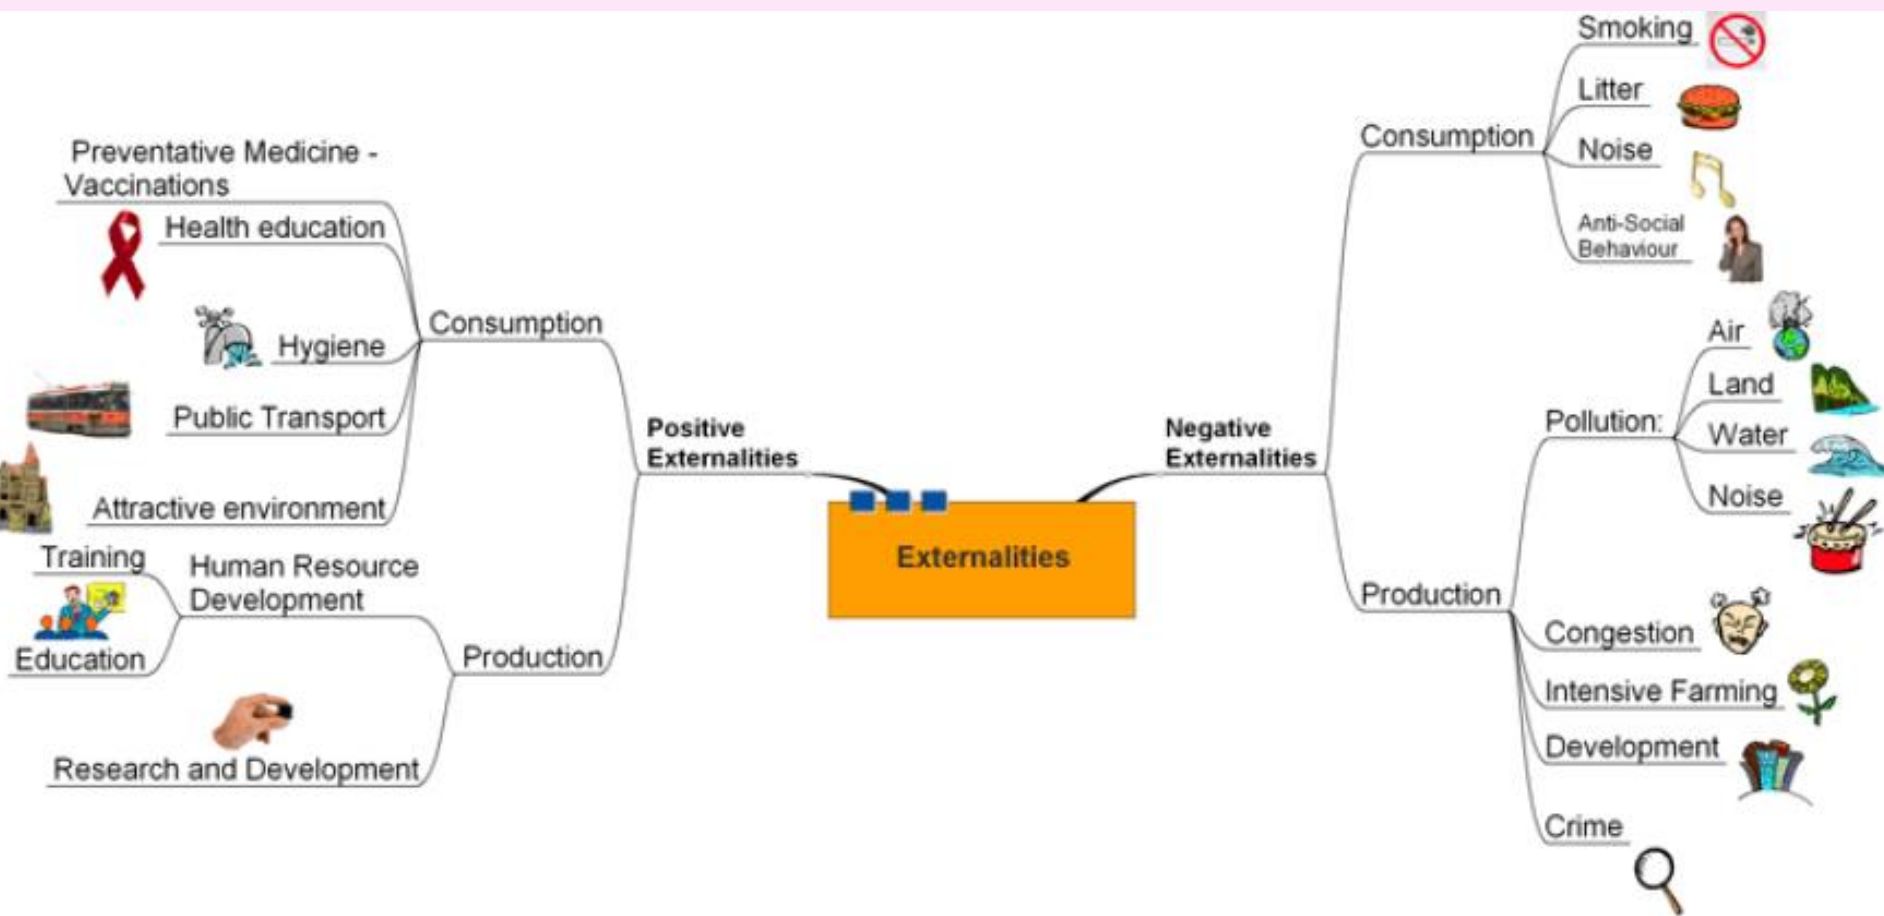 Externalities
Positive
Externalities
Consumption
Preventative Medicine -
Vaccinations
Health education
Hygiene
Public Transport
Attractive environment
Production
Human Resource
Development
Training
Education
Research and Development
Negative
Externalities
Consumption
Smoking
Litter
Noise
Anti-Social
Behaviour
Production
Pollution:
Air
Land
Water
Noise
Congestion
Intensive Farming
Development
Crime